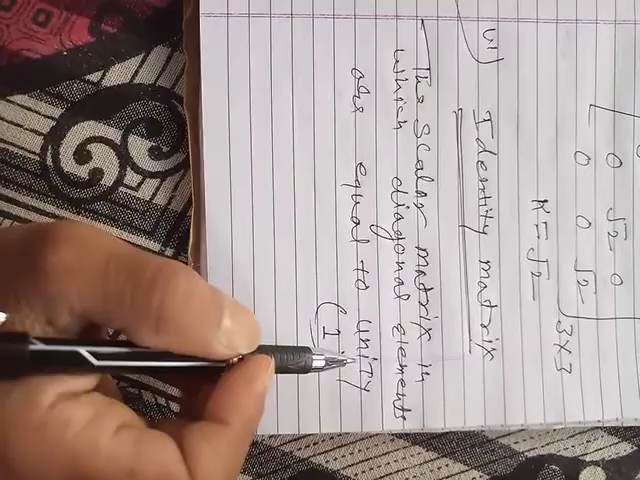 0 √2 0
0 0 √2
3×3
K=√2
vi) Identity matrix
The scalar matrix in
which diagonal elements
are equal to unity
(1